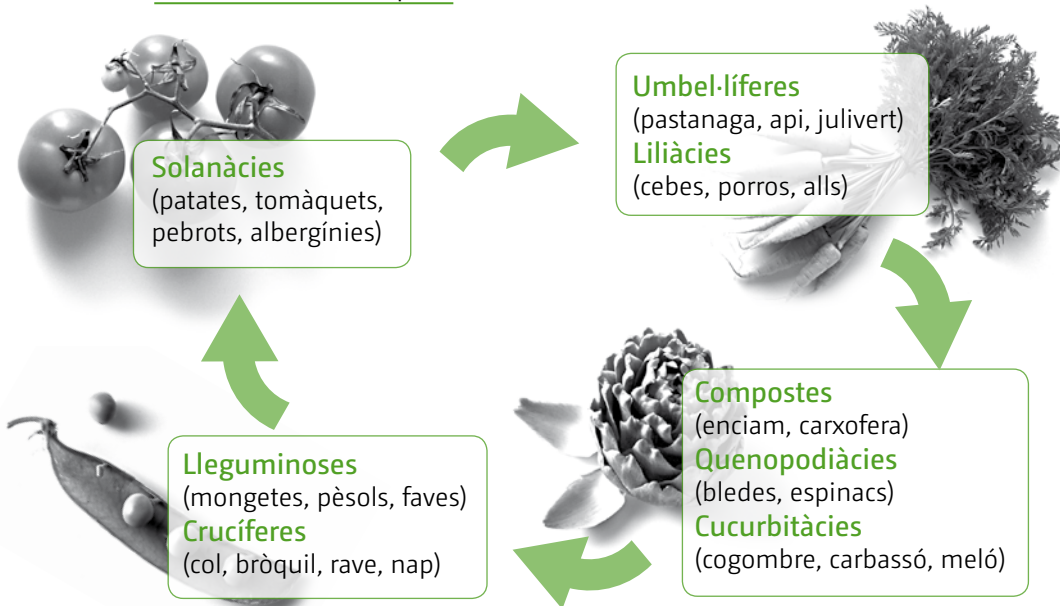 Solanàcies
(patates, tomàquets,
pebrots, albergínies)
Umbel·líferes
(pastanaga, api, julivert)
Liliàcies
(cebes, porros, alls)
Compostes
(enciam, carxofera)
Quenopodiàcies
(bledes, espinacs)
Cucurbitàcies
(cogombre, carbassó, meló)
Lleguminoses
(mongetes, pèsols, faves)
Crucíferes
(col, bròquil, rave, nap)